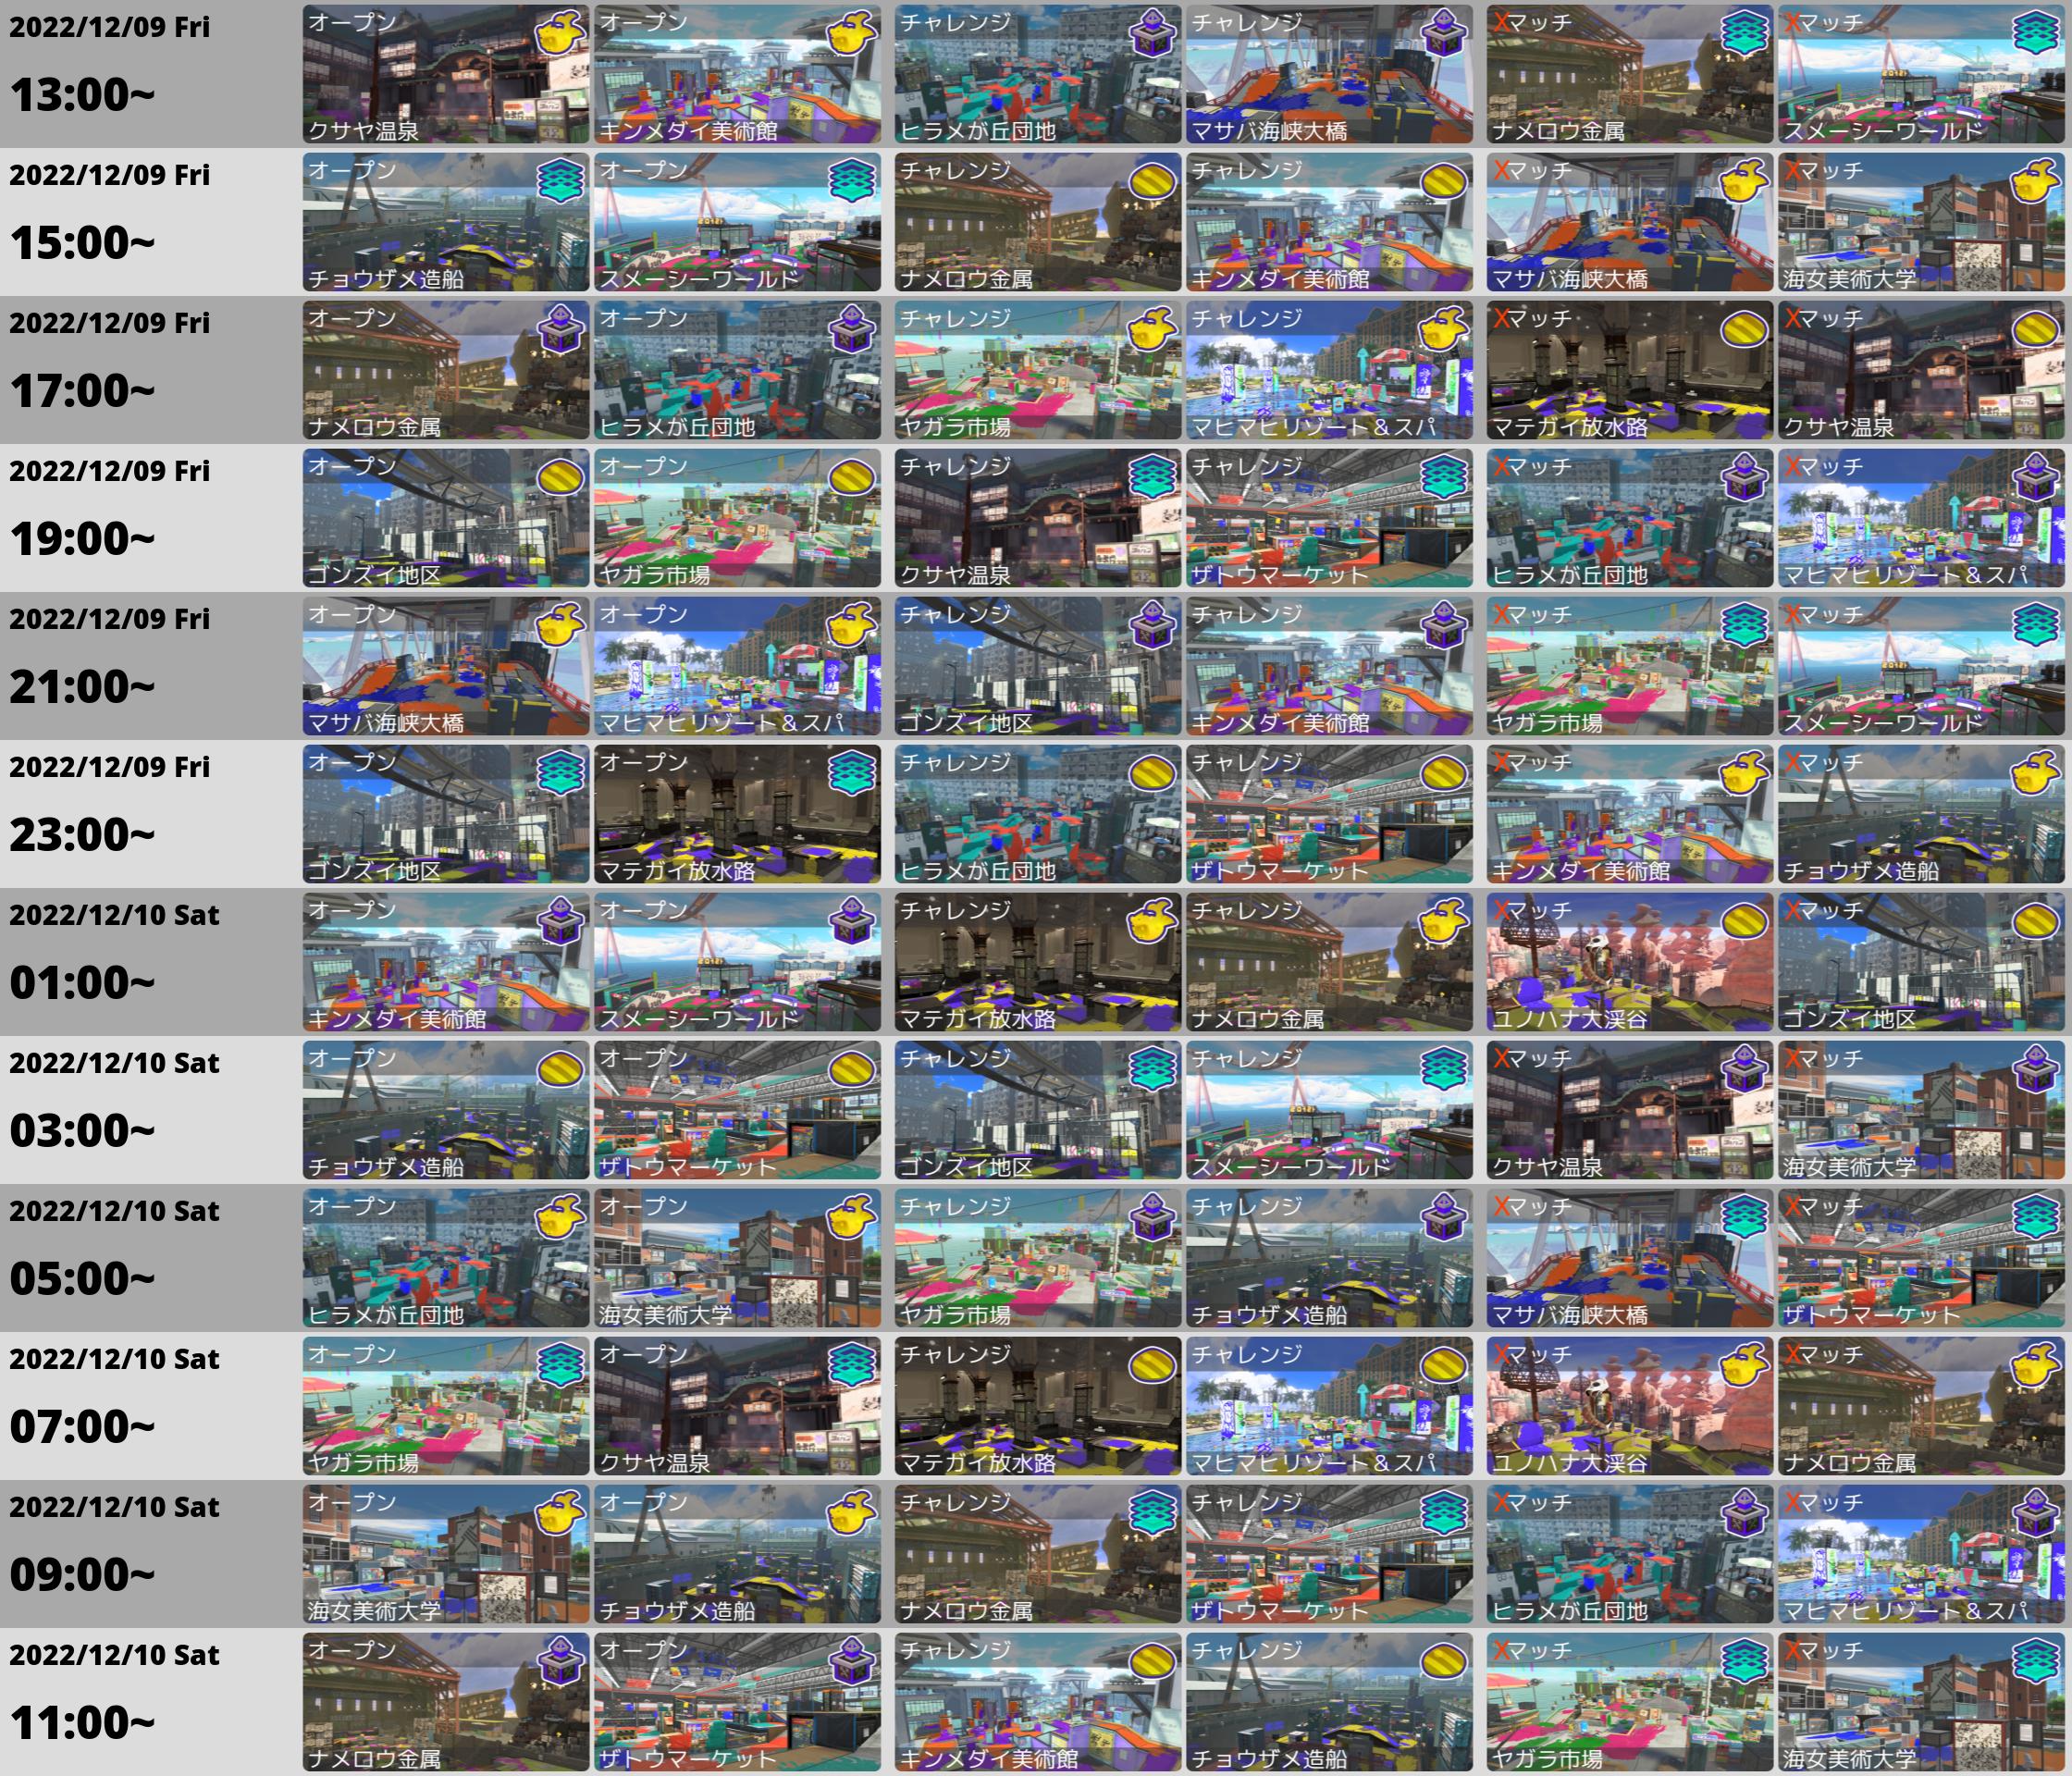 2022/12/09 Fri
13:00~
オープン オープン チャレンジ チャレンジ Xマッチ Xマッチ
クサヤ温泉 キンメダイ美術館 ヒラメが丘団地 マサバ海峡大橋 ナメロウ金属 スメーシーワールド
2022/12/09 Fri
15:00~
オープン オープン チャレンジ チャレンジ Xマッチ Xマッチ
チョウザメ造船 スメーシーワールド ナメロウ金属 キンメダイ美術館 マサバ海峡大橋 海女美術大学
2022/12/09 Fri
17:00~
オープン オープン チャレンジ チャレンジ Xマッチ Xマッチ
ナメロウ金属 ヒラメが丘団地 ヤガラ市場 マヒマヒリゾート＆スパ マテガイ放水路 クサヤ温泉
2022/12/09 Fri
19:00~
オープン オープン チャレンジ チャレンジ Xマッチ Xマッチ
ゴンズイ地区 ヤガラ市場 クサヤ温泉 ザトウマーケット ヒラメが丘団地 マヒマヒリゾート＆スパ
2022/12/09 Fri
21:00~
オープン オープン チャレンジ チャレンジ Xマッチ Xマッチ
マサバ海峡大橋 マヒマヒリゾート＆スパ ゴンズイ地区 キンメダイ美術館 ヤガラ市場 スメーシーワールド
2022/12/09 Fri
23:00~
オープン オープン チャレンジ チャレンジ Xマッチ Xマッチ
ゴンズイ地区 マテガイ放水路 ヒラメが丘団地 ザトウマーケット キンメダイ美術館 チョウザメ造船
2022/12/10 Sat
01:00~
オープン オープン チャレンジ チャレンジ Xマッチ Xマッチ
キンメダイ美術館 スメーシーワールド マテガイ放水路 ナメロウ金属 ユノハナ大渓谷 ゴンズイ地区
2022/12/10 Sat
03:00~
オープン オープン チャレンジ チャレンジ Xマッチ Xマッチ
チョウザメ造船 ザトウマーケット ゴンズイ地区 スメーシーワールド クサヤ温泉 海女美術大学
2022/12/10 Sat
05:00~
オープン オープン チャレンジ チャレンジ Xマッチ Xマッチ
ヒラメが丘団地 海女美術大学 ヤガラ市場 チョウザメ造船 マサバ海峡大橋 ザトウマーケット
2022/12/10 Sat
07:00~
オープン オープン チャレンジ チャレンジ Xマッチ Xマッチ
ヤガラ市場 クサヤ温泉 マテガイ放水路 マヒマヒリゾート＆スパ ユノハナ大渓谷 ナメロウ金属
2022/12/10 Sat
09:00~
オープン オープン チャレンジ チャレンジ Xマッチ Xマッチ
海女美術大学 チョウザメ造船 ナメロウ金属 ザトウマーケット ヒラメが丘団地 マヒマヒリゾート＆スパ
2022/12/10 Sat
11:00~
オープン オープン チャレンジ チャレンジ Xマッチ Xマッチ
ナメロウ金属 ザトウマーケット キンメダイ美術館 チョウザメ造船 ヤガラ市場 海女美術大学